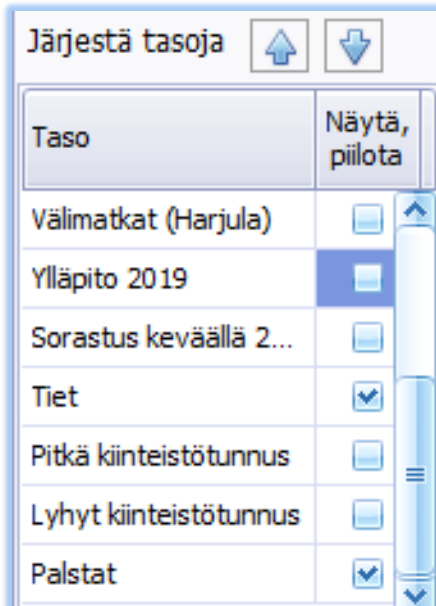 Järjestä tasoja
Taso
Näytä,
piilota
Välimatkat (Harjula)
Ylläpito 2019
Sorastus keväällä 2...
Tiet
Pitkä kiinteistötunnus
Lyhyt kiinteistötunnus
Palstat